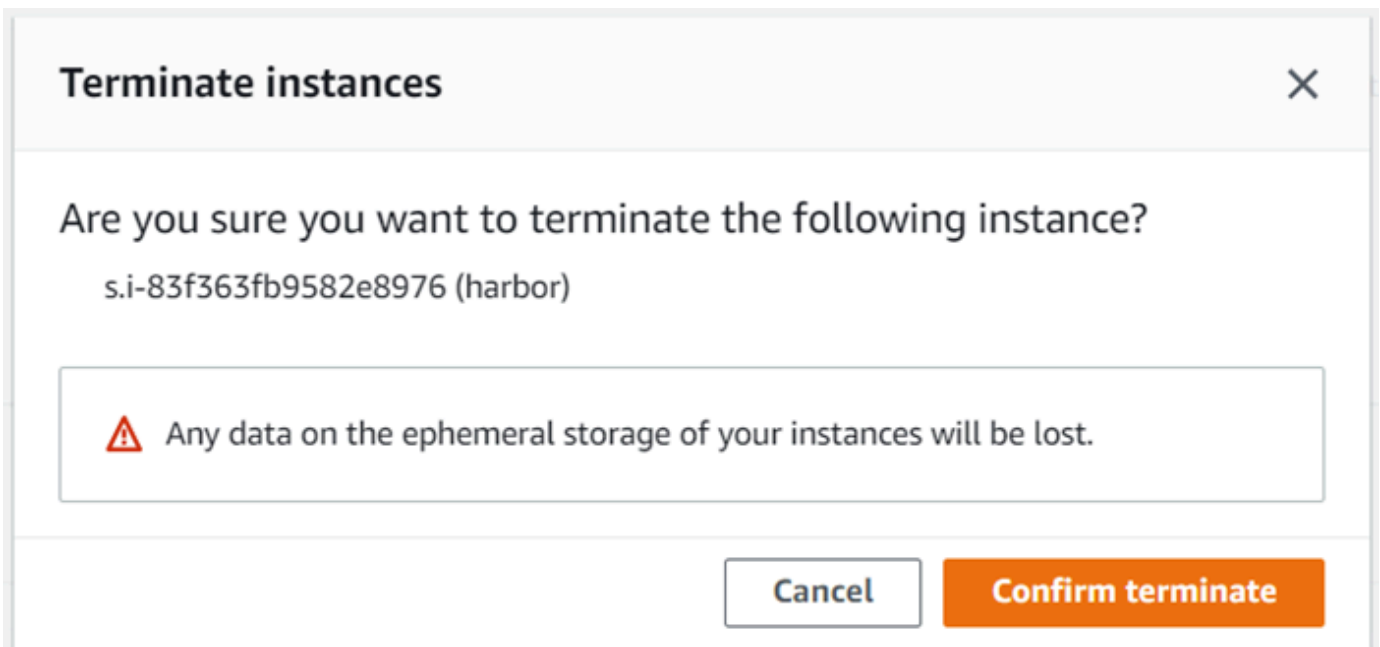 Terminate instances
Are you sure you want to terminate the following instance?
s.i-83f363fb9582e8976 (harbor)
Any data on the ephemeral storage of your instances will be lost.
Cancel
Confirm terminate